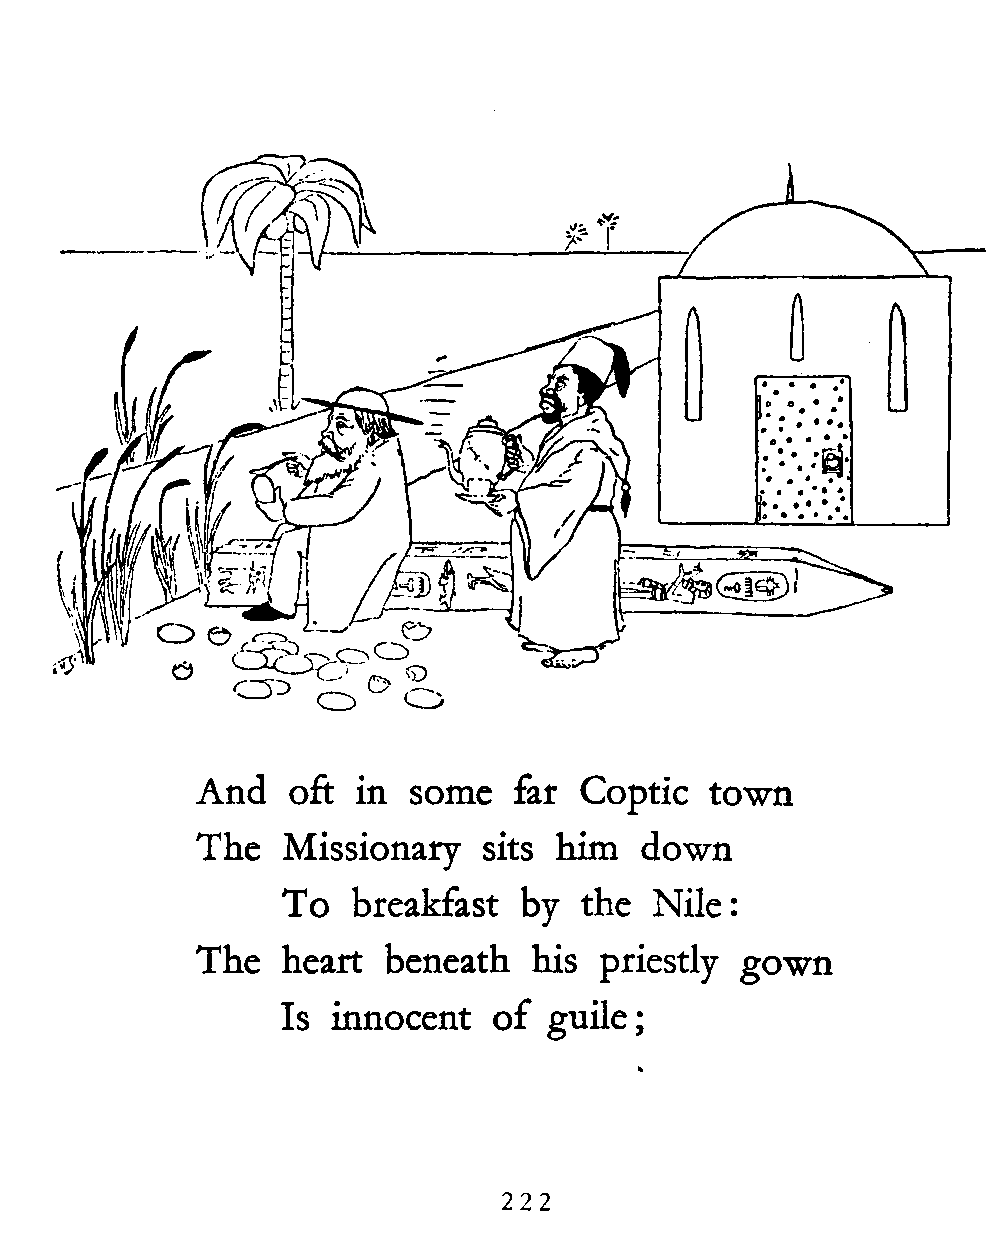 And oft in some far Coptic town
The Missionary sits him down
To breakfast by the Nile:
The heart beneath his priestly gown
Is innocent of guile;
222